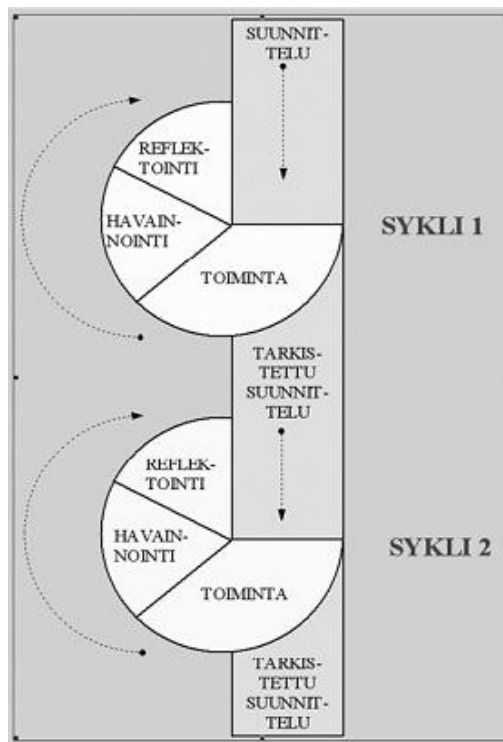 SUUNNIT-
TELU
REFLEK-
TOINTI
HAVAIN-
NOINTI
TOIMINTA
SYKLI 1
TARKIS-
TETTU
SUUNNIT-
TELU
REFLEK-
TOINTI
HAVAIN-
NOINTI
TOIMINTA
SYKLI 2
TARKIS-
TETTU
SUUNNIT-
TELU